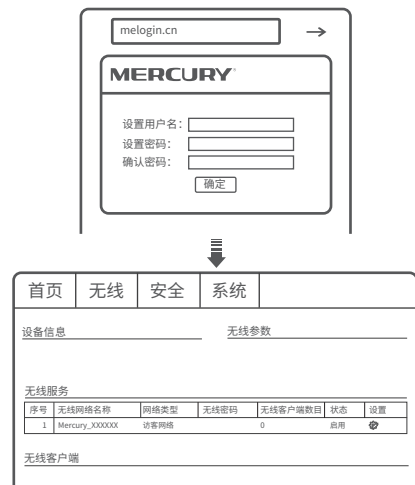 melogin.cn
MERCURY®
设置用户名：
设置密码：
确认密码：
确定
首页 无线 安全 系统
设备信息 无线参数
无线服务
序号 无线网络名称 网络类型 无线密码 无线客户端数目 状态 设置
1 Mercury_XXXXXX 访客网络 0 启用
无线客户端